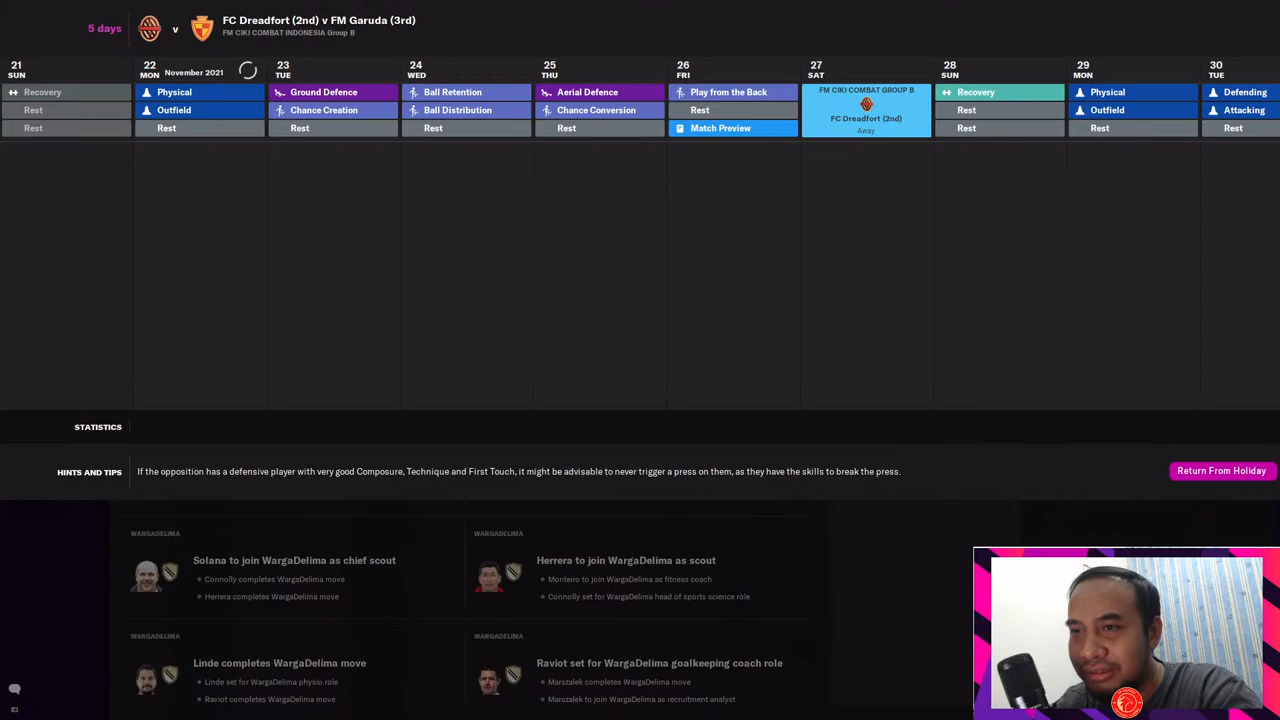 5 days
v
FC Dreadfort (2nd) v FM Garuda (3rd)
FM CIKI COMBAT INDONESIA Group B
21
SUN
22
MON
November 2021
23
TUE
24
WED
25
THU
26
FRI
27
SAT
28
SUN
29
MON
30
TUE
Recovery
Physical
Ground Defence
Ball Retention
Aerial Defence
Play from the Back
FM CIKI COMBAT GROUP B
Recovery
Physical
Defending
Rest
Outfield
Chance Creation
Ball Distribution
Chance Conversion
Rest
FC Dreadfort (2nd)
Rest
Outfield
Attacking
Rest
Rest
Rest
Rest
Rest
Match Preview
Away
Rest
Rest
Rest
STATISTICS
HINTS AND TIPS
If the opposition has a defensive player with very good Composure, Technique and First Touch, it might be advisable to never trigger a press on them, as they have the skills to break the press.
Return From Holiday
WARGADELIMA
Solana to join WargaDelima as chief scout
Connolly completes WargaDelima move
Herrera completes WargaDelima move
WARGADELIMA
Herrera to join WargaDelima as scout
Monteiro to join WargaDelima as fitness coach
Connolly set for WargaDelima head of sports science role
WARGADELIMA
Linde completes WargaDelima move
Linde set for WargaDelima physio role
Raviot completes WargaDelima move
WARGADELIMA
Raviot set for WargaDelima goalkeeping coach role
Marszalek completes WargaDelima move
Marszalek to join WargaDelima as recruitment analyst